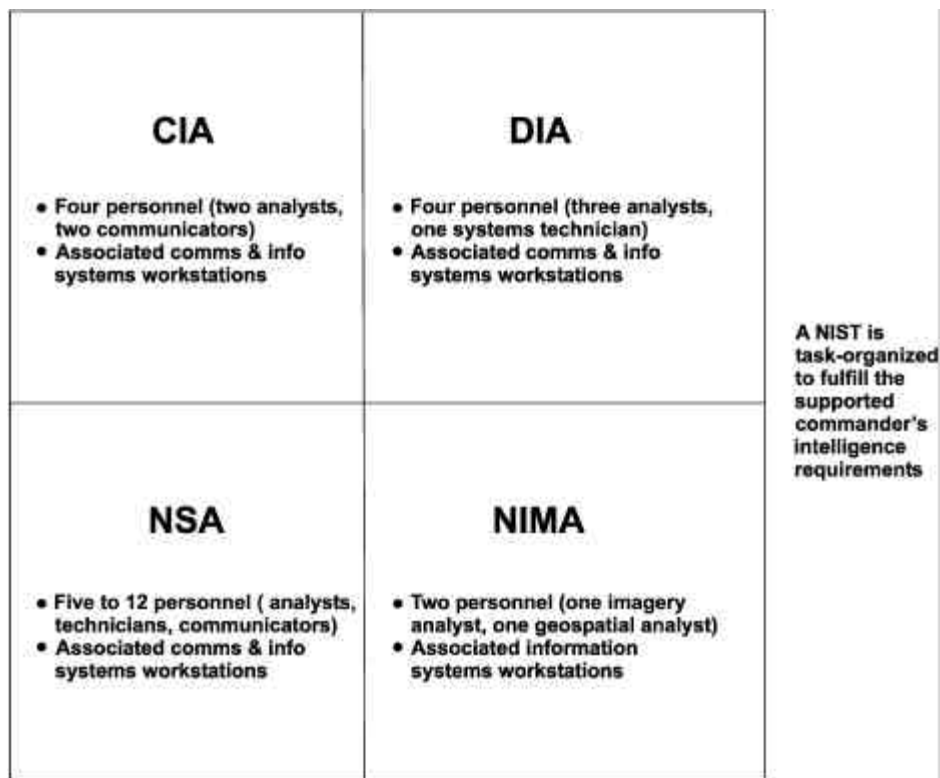 CIA
• Four personnel (two analysts,
two communicators)
• Associated comms & info
systems workstations
DIA
• Four personnel (three analysts,
one systems technician)
• Associated comms & info
systems workstations
NSA
• Five to 12 personnel ( analysts,
technicians, communicators)
• Associated comms & info
systems workstations
NIMA
• Two personnel (one imagery
analyst, one geospatial analyst)
• Associated information
systems workstations
A NIST is
task-organized
to fulfill the
supported
commander's
intelligence
requirements